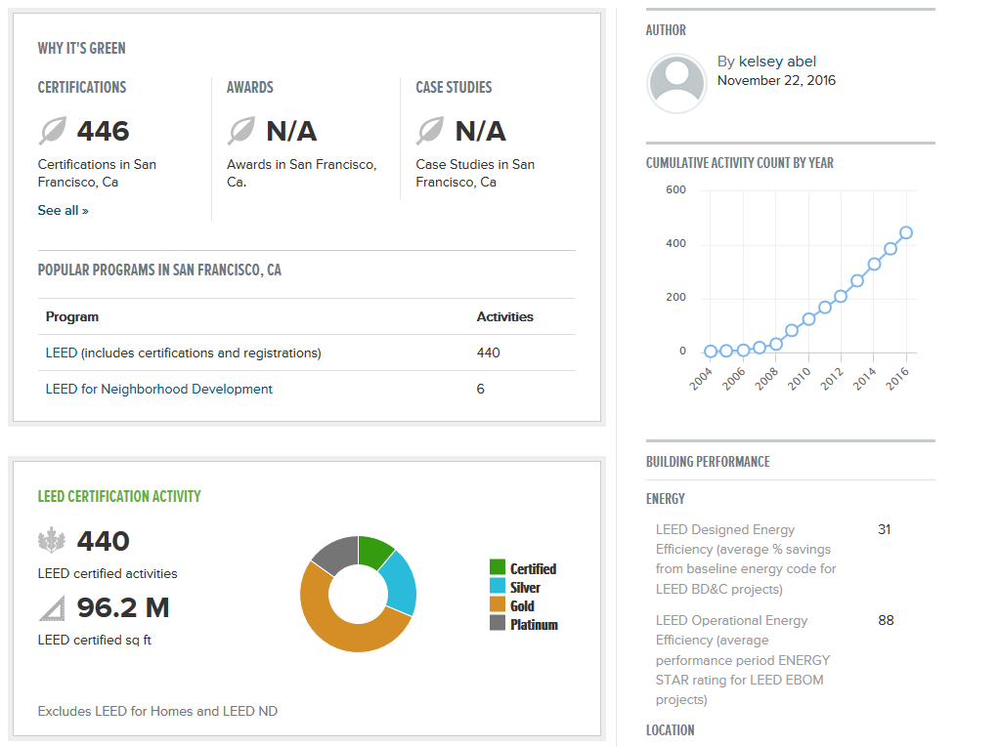 WHY IT'S GREEN
CERTIFICATIONS
446
Certifications in San
Francisco, Ca
See all »
AWARDS
N/A
Awards in San Francisco,
Ca.
CASE STUDIES
N/A
Case Studies in San
Francisco, Ca
POPULAR PROGRAMS IN SAN FRANCISCO, CA
Program Activities
LEED (includes certifications and registrations) 440
LEED for Neighborhood Development 6
LEED CERTIFICATION ACTIVITY
440
LEED certified activities
96.2 M
LEED certified sq ft
Certified
Silver
Gold
Platinum
Excludes LEED for Homes and LEED ND
AUTHOR
By kelsey abel
November 22, 2016
CUMULATIVE ACTIVITY COUNT BY YEAR
600
400
200
0
2004 2006 2008 2010 2012 2014 2016
BUILDING PERFORMANCE
ENERGY
LEED Designed Energy 31
Efficiency (average % savings
from baseline energy code for
LEED BD&C projects)
LEED Operational Energy 88
Efficiency (average
performance period ENERGY
STAR rating for LEED EBOM
projects)
LOCATION